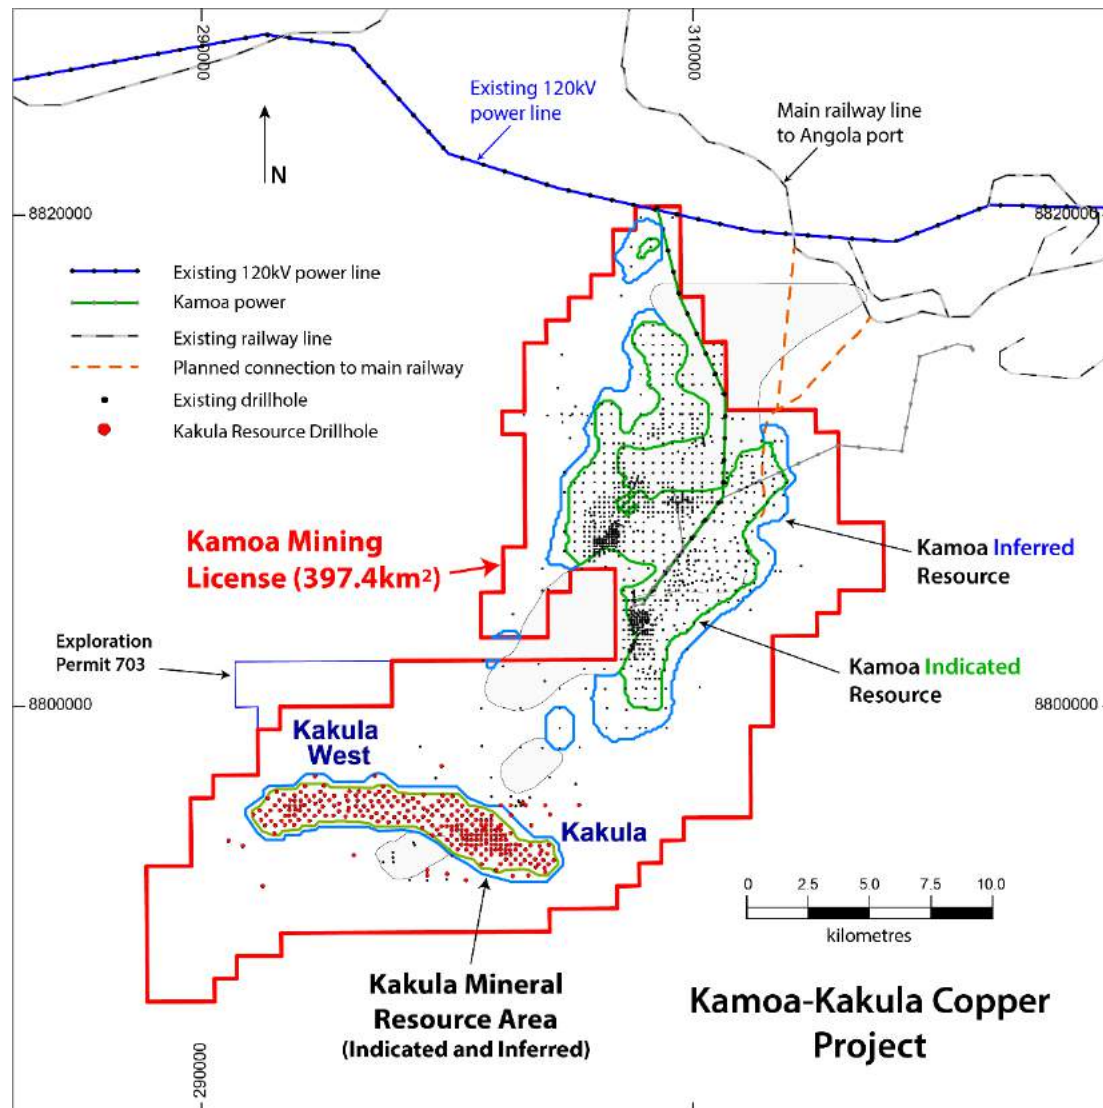 290000
310000
Existing 120kV
power line
Main railway line
to Angola port
N
8820000
8820000
Existing 120kV power line
Kamoa power
Existing railway line
Planned connection to main railway
Existing drillhole
Kakula Resource Drillhole
Kamoa Mining
License (397.4km²)
Kamoa Inferred
Resource
Exploration
Permit 703
Kamoa Indicated
Resource
8800000
8800000
Kakula
West
Kakula
0 2.5 5.0 7.5 10.0
kilometres
Kakula Mineral
Resource Area
(Indicated and Inferred)
Kamoa-Kakula Copper
Project
290000
310000